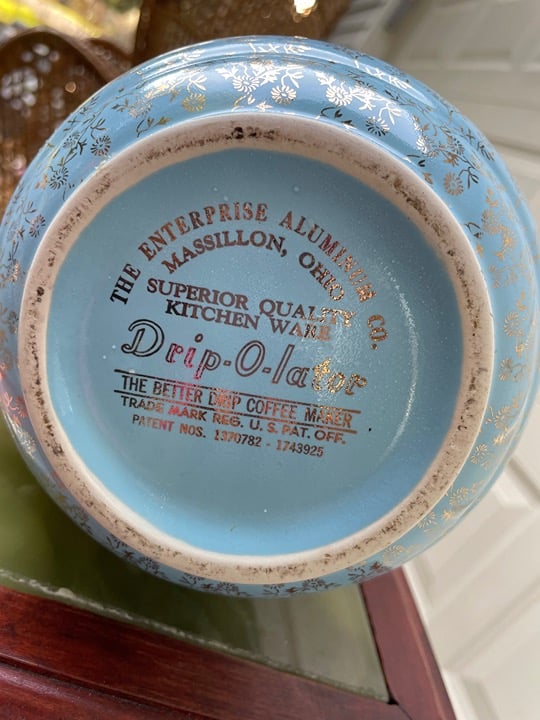 THE ENTERPRISE ALUMINUM CO.
MASSILLON, OHIO
SUPERIOR QUALITY
KITCHEN WARE
Drip-O-lator
THE BETTER DRIP COFFEE MAKER
TRADE MARK REG. U. S. PAT. OFF.
PATENT NOS. 1370782 - 1743925